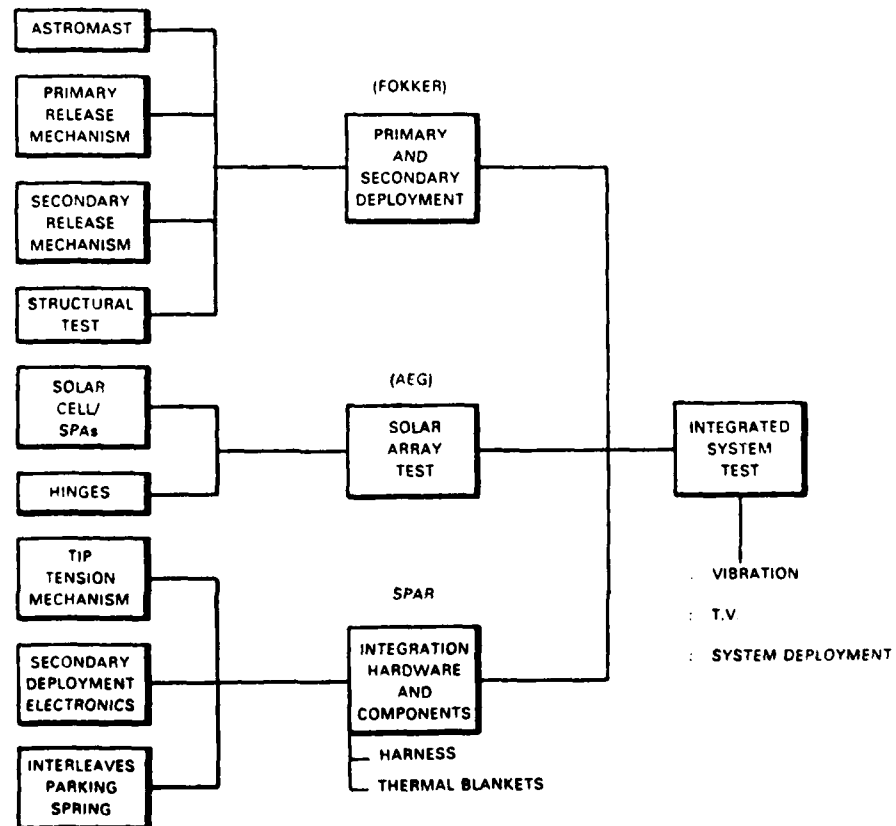 ASTROMAST
PRIMARY
RELEASE
MECHANISM
SECONDARY
RELEASE
MECHANISM
STRUCTURAL
TEST
SOLAR
CELL/
SPAs
HINGES
TIP
TENSION
MECHANISM
SECONDARY
DEPLOYMENT
ELECTRONICS
INTERLEAVES
PARKING
SPRING
(FOKKER)
PRIMARY
AND
SECONDARY
DEPLOYMENT
(AEG)
SOLAR
ARRAY
TEST
SPAR
INTEGRATION
HARDWARE
AND
COMPONENTS
HARNESS
THERMAL BLANKETS
INTEGRATED
SYSTEM
TEST
. VIBRATION
: T.V.
: SYSTEM DEPLOYMENT